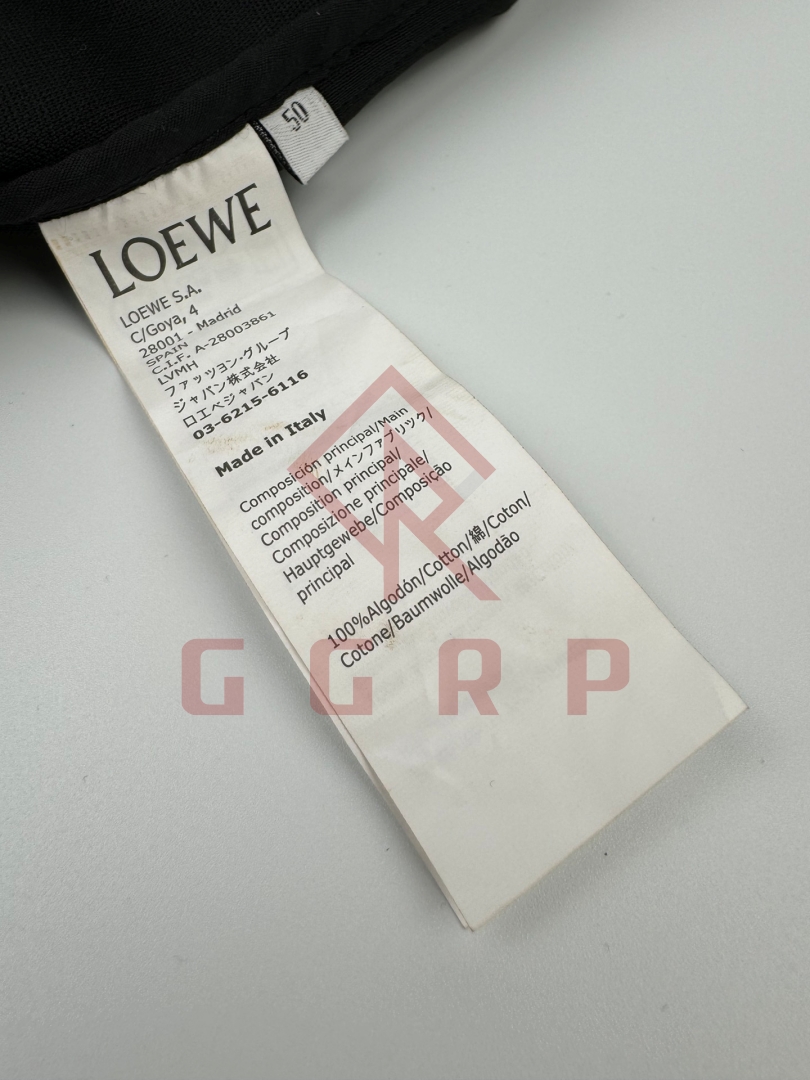 50
LOEWE
LOEWE S.A.
C/Goya, 4
28001 - Madrid
SPAIN
C.I.F. A-28003861
LVMH
ファッツョン·グループ
ジャパン株式会社
ロエベジャパン
03-6215-6116
Made in Italy
Composición principal/Main
composition/メインファブリック/
Composition principal/
Composizione principale/
Hauptgewebe/Composição
principal
100%Algodón/Cotton/綿/Coton/
Cotone/Baumwolle/Algodão
GGRP